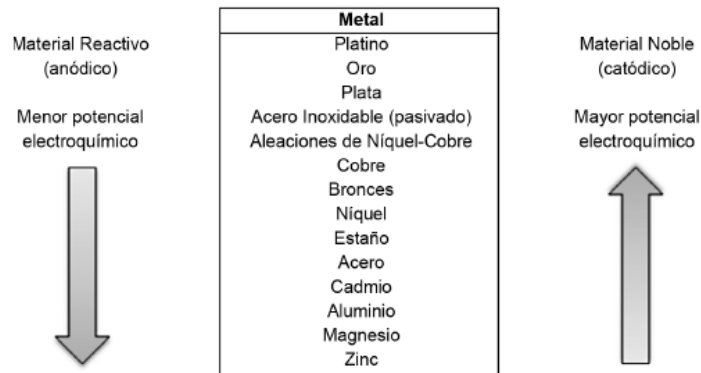 Metal
Material Reactivo
(anódico)
Menor potencial
electroquímico
Platino
Oro
Plata
Acero Inoxidable (pasivado)
Aleaciones de Níquel-Cobre
Cobre
Bronces
Níquel
Estaño
Acero
Cadmio
Aluminio
Magnesio
Zinc
Material Noble
(catódico)
Mayor potencial
electroquímico